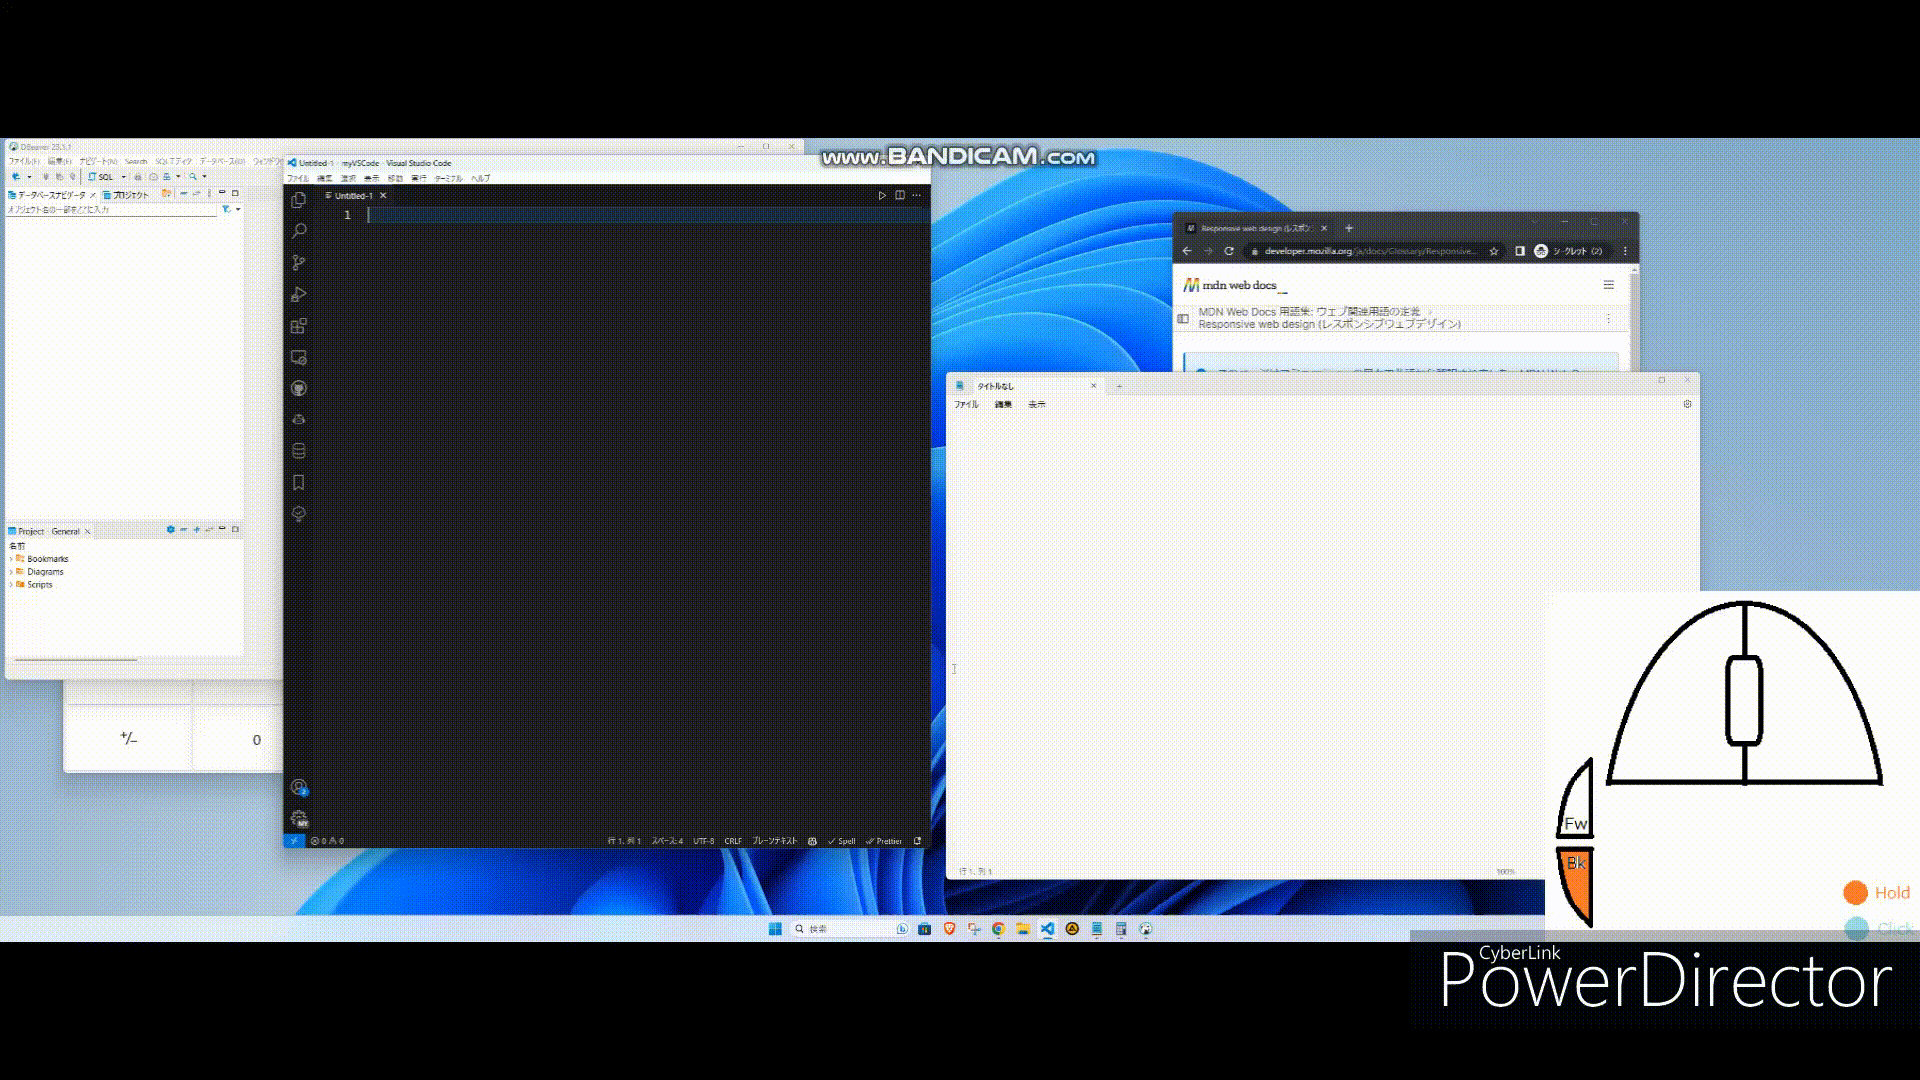 DBeaver 23.1.1
ファイル(F) 編集(E) ナビゲート(N) Search SQLエディタ データベース(D) ウィンドウ
SQL
データベースナビゲータ
プロジェクト
オブジェクト名の一部をここに入力
Project - General
名前
Bookmarks
Diagrams
Scripts
+/−
0
Untitled-1 - myVSCode - Visual Studio Code
ファイル 編集 選択 表示 移動 実行 ターミナル ヘルプ
Untitled-1
1
2
MY
0 0
行 1、列 1 スペース: 4 UTF-8 CRLF プレーンテキスト Spell Prettier
www.BANDICAM.com
Responsive web design (レスポン
developer.mozilla.org/ja/docs/Glossary/Responsive...
シークレット (2)
mdn web docs_
MDN Web Docs 用語集: ウェブ関連用語の定義
Responsive web design (レスポンシブウェブデザイン)
タイトルなし
ファイル 編集 表示
行 1、列 1
100%
検索
Fw
Bk
Hold
Click
CyberLink
PowerDirector